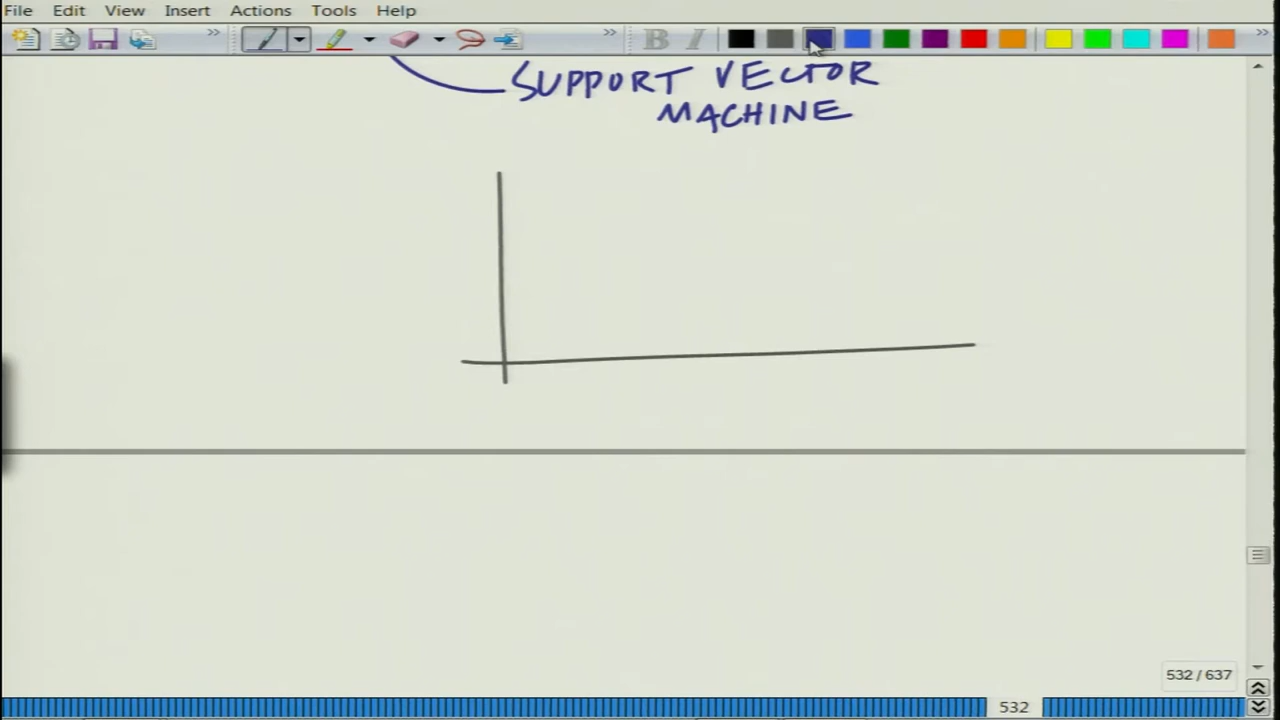 File Edit View Insert Actions Tools Help
B I
SUPPORT VECTOR
MACHINE
532 / 637
532